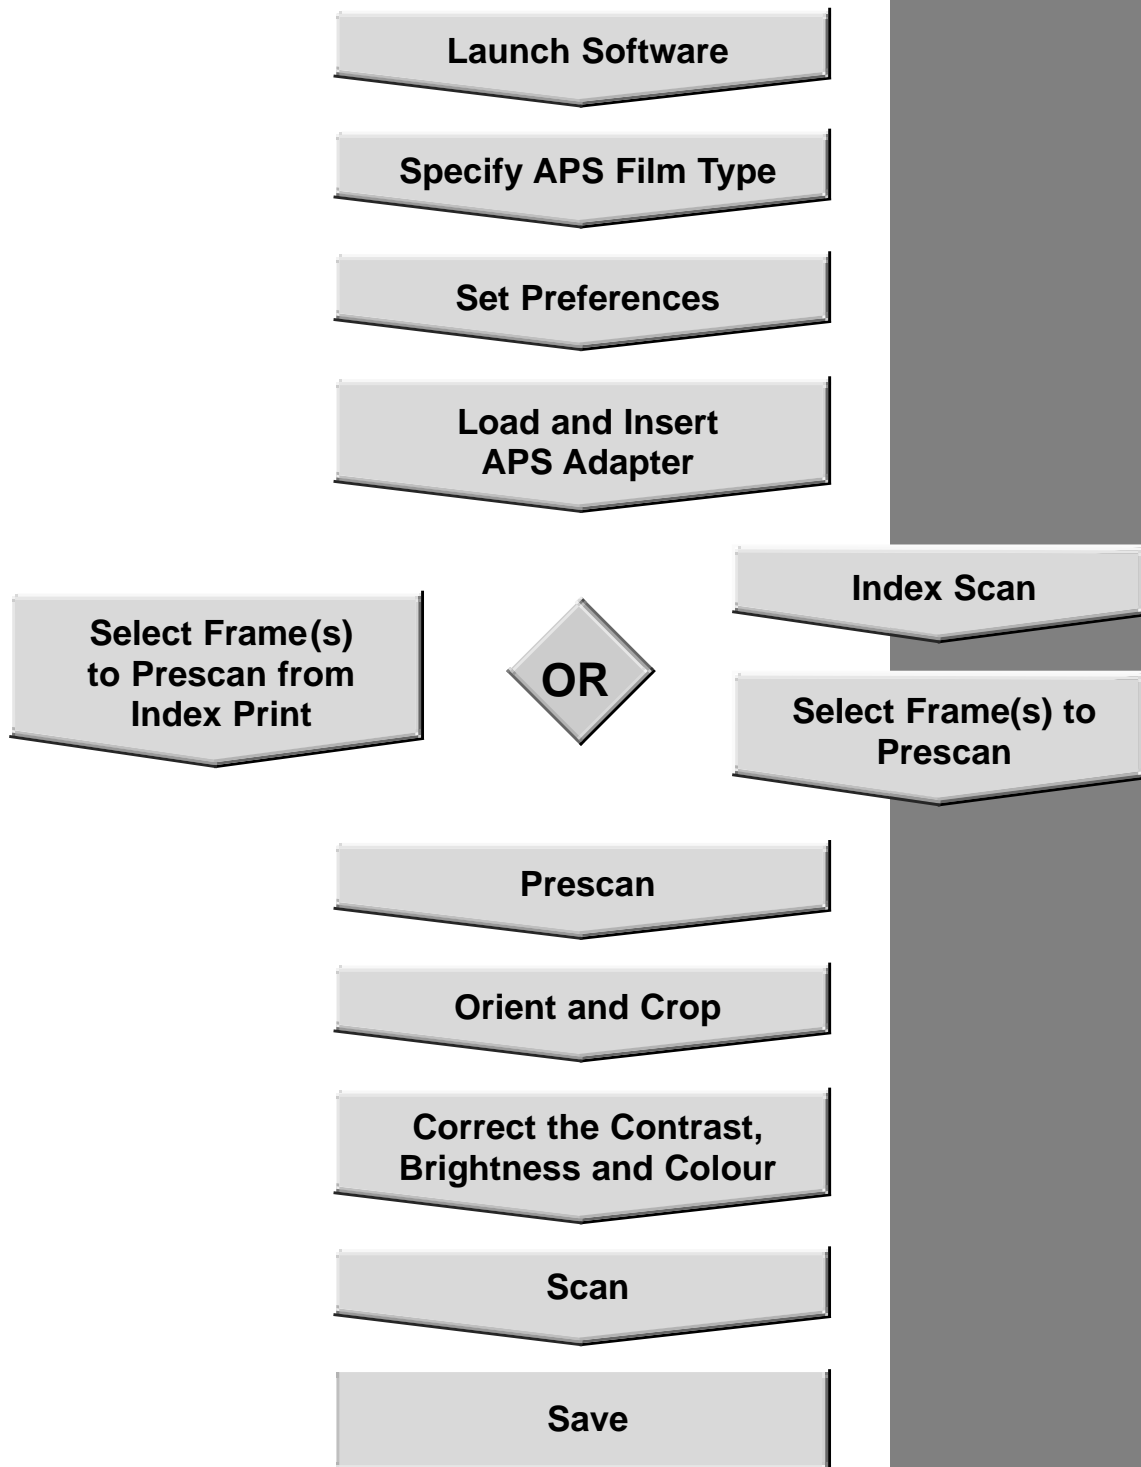 Launch Software
Specify APS Film Type
Set Preferences
Load and Insert
APS Adapter
Select Frame(s)
to Prescan from
Index Print
OR
Index Scan
Select Frame(s) to
Prescan
Prescan
Orient and Crop
Correct the Contrast,
Brightness and Colour
Scan
Save